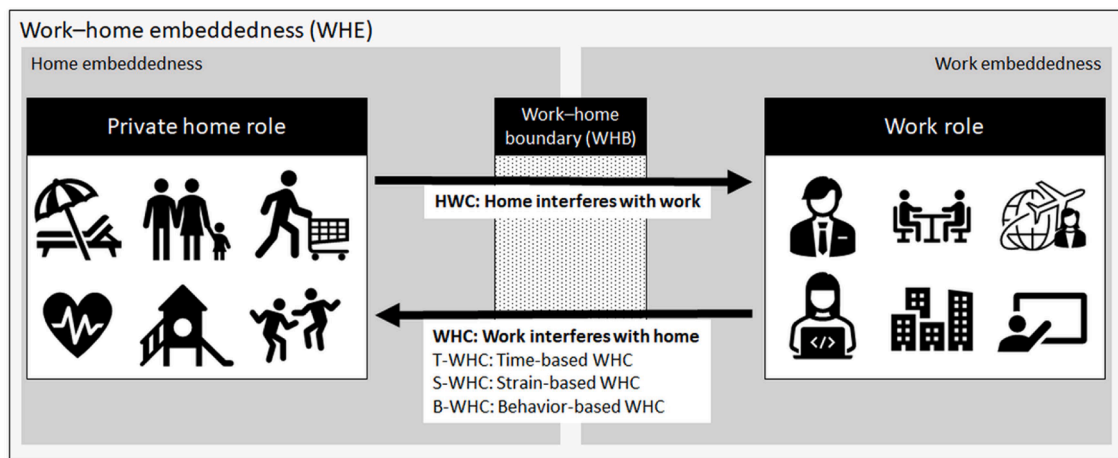 Work–home embeddedness (WHE)
Home embeddedness
Work embeddedness
Private home role
Work–home
boundary (WHB)
Work role
HWC: Home interferes with work
</>
WHC: Work interferes with home
T-WHC: Time-based WHC
S-WHC: Strain-based WHC
B-WHC: Behavior-based WHC